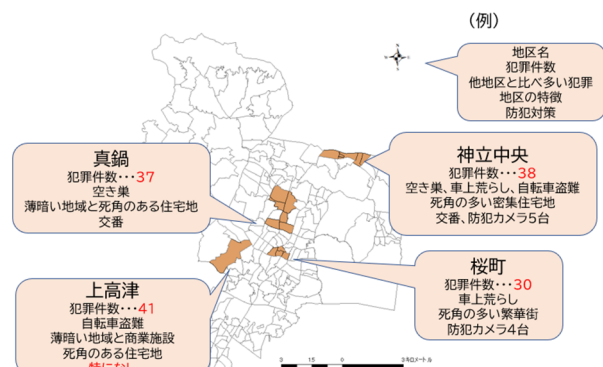 （例）
地区名
犯罪件数
他地区と比べ多い犯罪
地区の特徴
防犯対策
真鍋
犯罪件数・・・37
空き巣
薄暗い地域と死角のある住宅地
交番
神立中央
犯罪件数・・・38
空き巣、車上荒らし、自転車盗難
死角の多い密集住宅地
交番、防犯カメラ5台
上高津
犯罪件数・・・41
自転車盗難
薄暗い地域と商業施設
死角のある住宅地
特になし
桜町
犯罪件数・・・30
車上荒らし
死角の多い繁華街
防犯カメラ4台